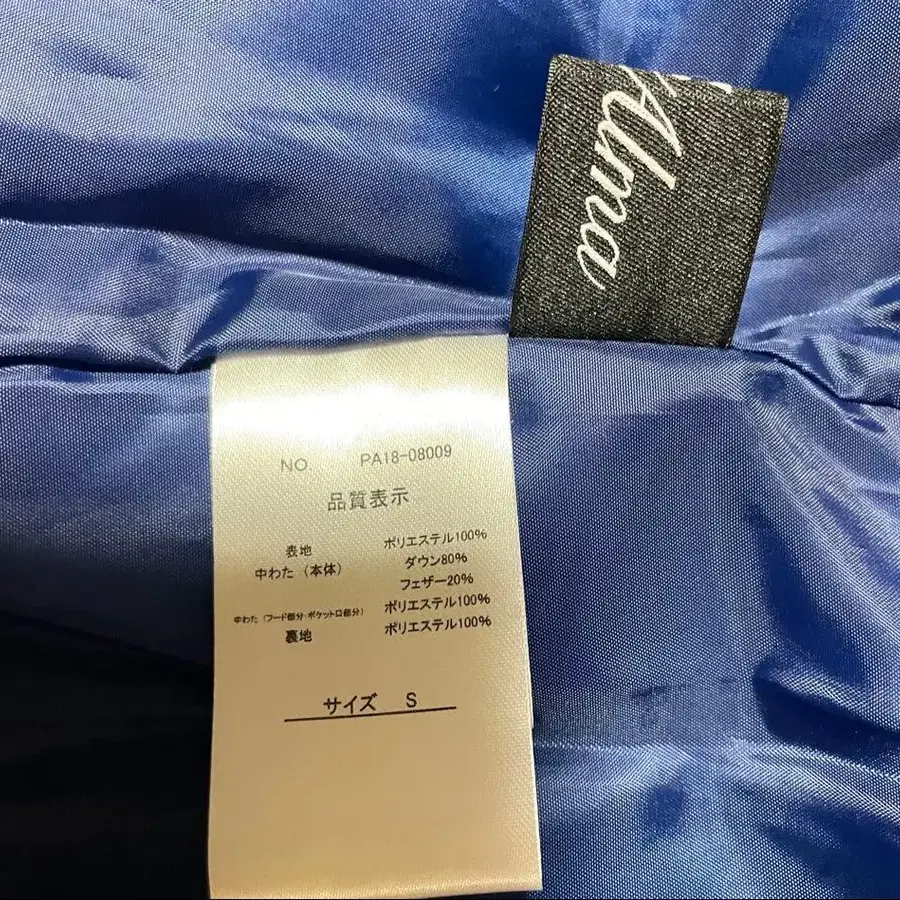 Alma
NO. PA18-08009
品質表示
表地 ポリエステル100%
中わた（本体） ダウン80%
フェザー20%
中わた（フード部分・ポケット口部分） ポリエステル100%
裏地 ポリエステル100%
サイズ S